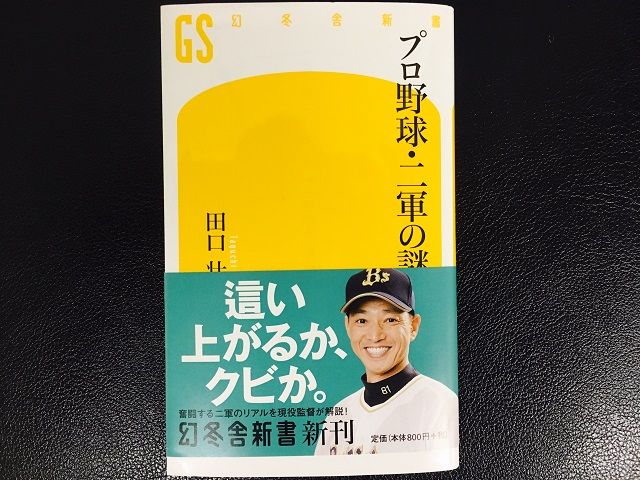 GS
幻冬舎新書
プロ野球・二軍の謎
田口 壮
Taguchi
Bs
這い
上がるか、
クビか。
81
奮闘する二軍のリアルを現役監督が解説!
幻冬舎新書新刊
定価(本体800円+税)